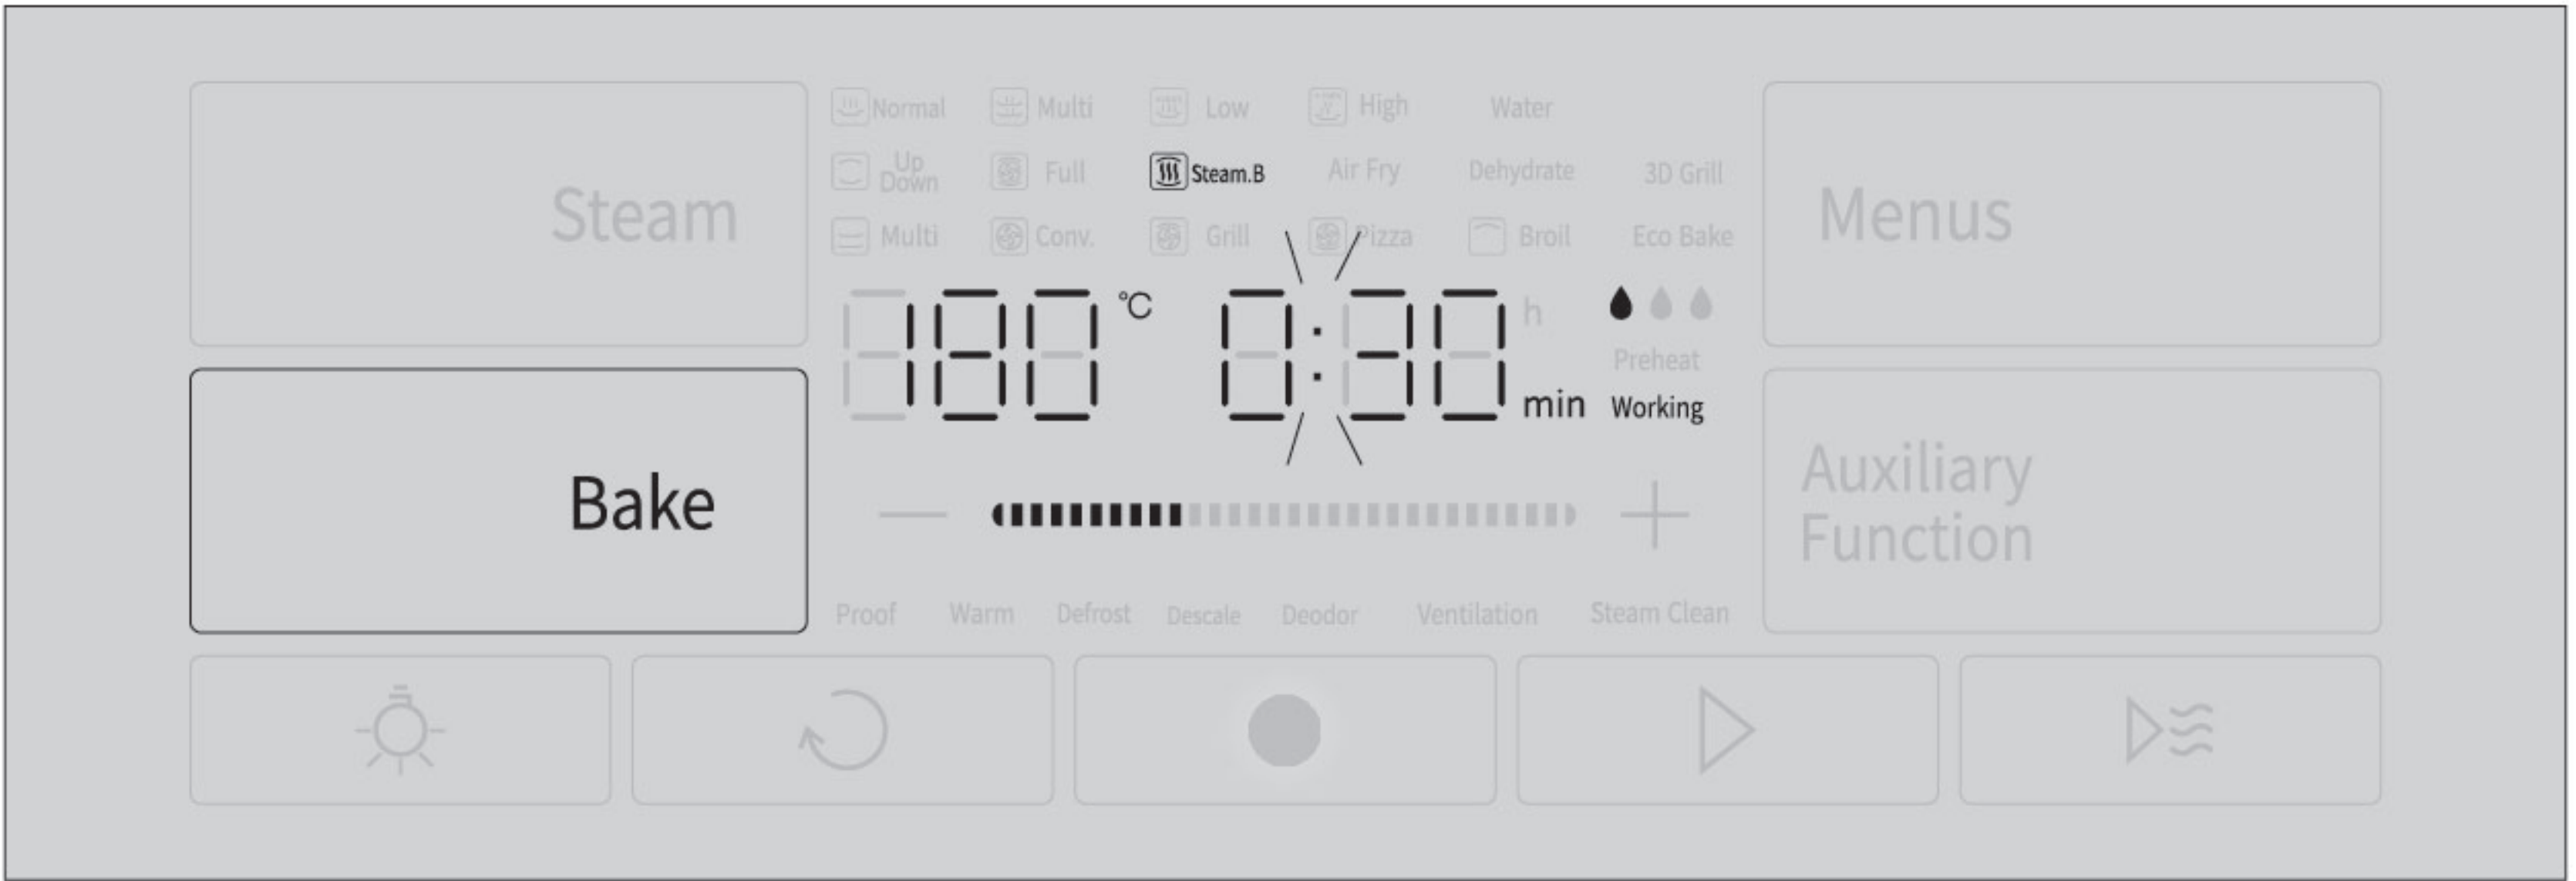 Normal Multi Low High Water
Up
Down Full Steam.B Air Fry Dehydrate 3D Grill
Multi Conv. Grill Pizza Broil Eco Bake
Steam
Menus
180 °C 0:30 h
min
Preheat
Working
Bake
Auxiliary
Function
Proof Warm Defrost Descale Deodor Ventilation Steam Clean